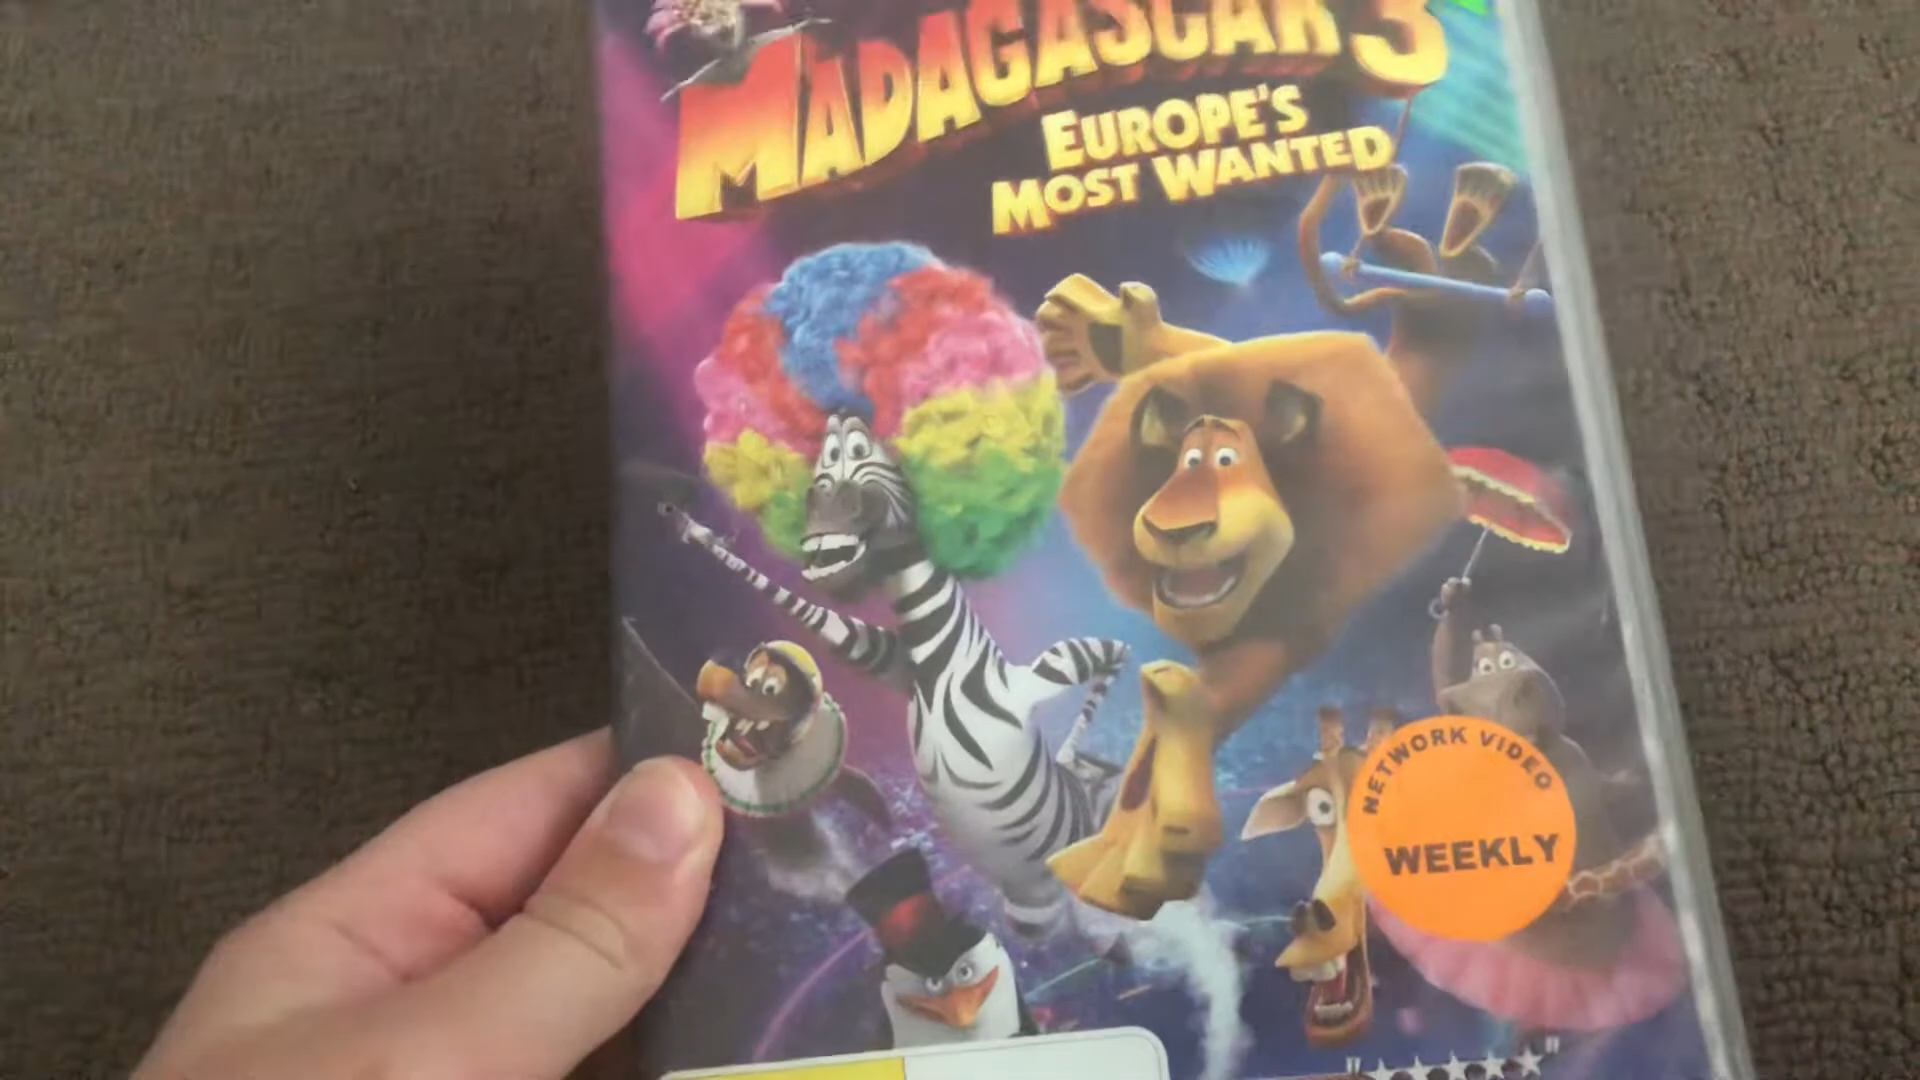 MADAGASCAR 3
EUROPE'S
MOST WANTED
NETWORK VIDEO
WEEKLY
"★★★★★"